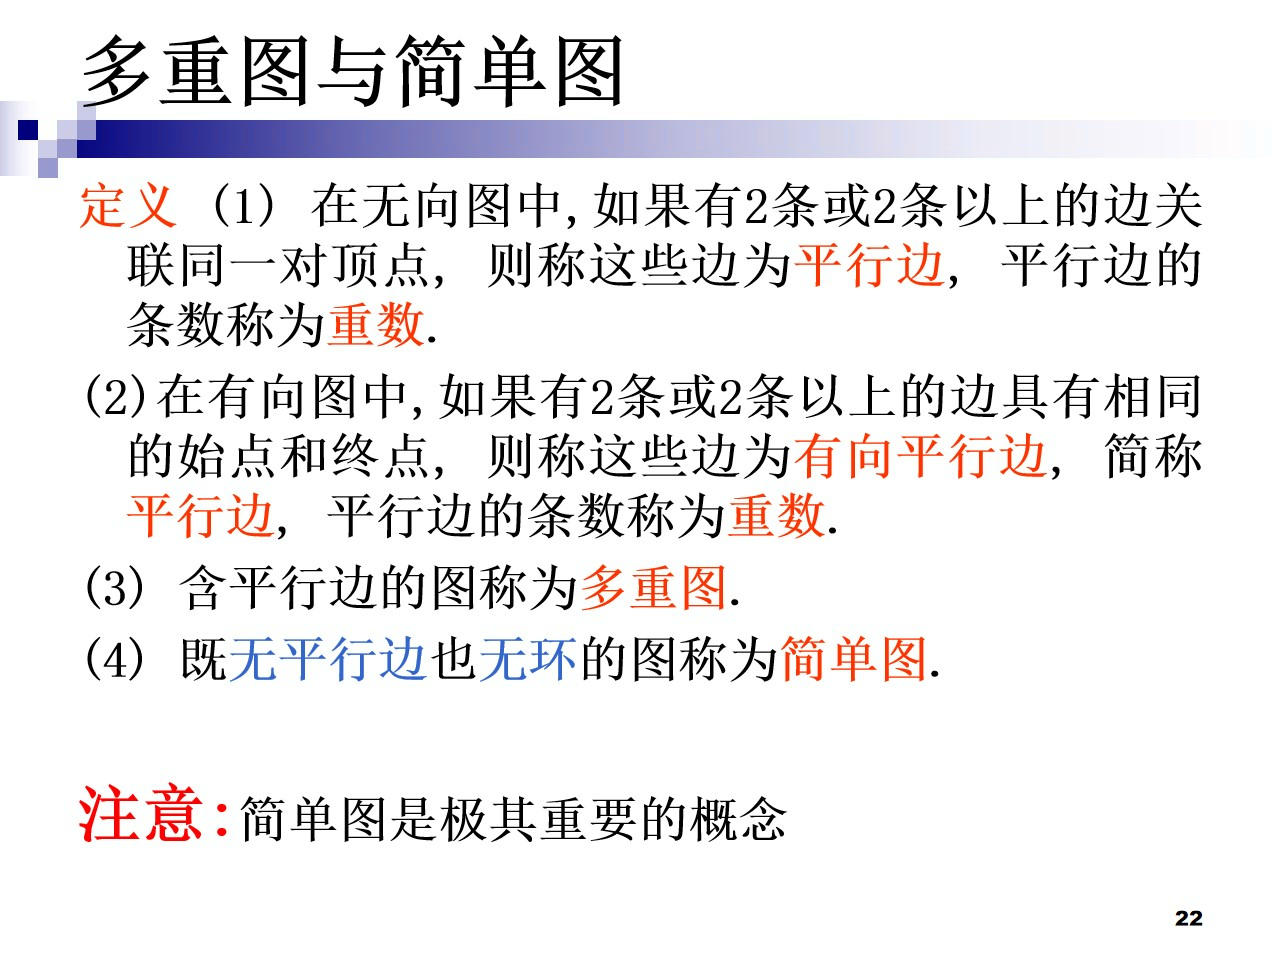 多重图与简单图
定义 (1) 在无向图中,如果有2条或2条以上的边关
联同一对顶点, 则称这些边为平行边, 平行边的
条数称为重数.
(2)在有向图中,如果有2条或2条以上的边具有相同
的始点和终点, 则称这些边为有向平行边, 简称
平行边, 平行边的条数称为重数.
(3) 含平行边的图称为多重图.
(4) 既无平行边也无环的图称为简单图.
注意:简单图是极其重要的概念
22